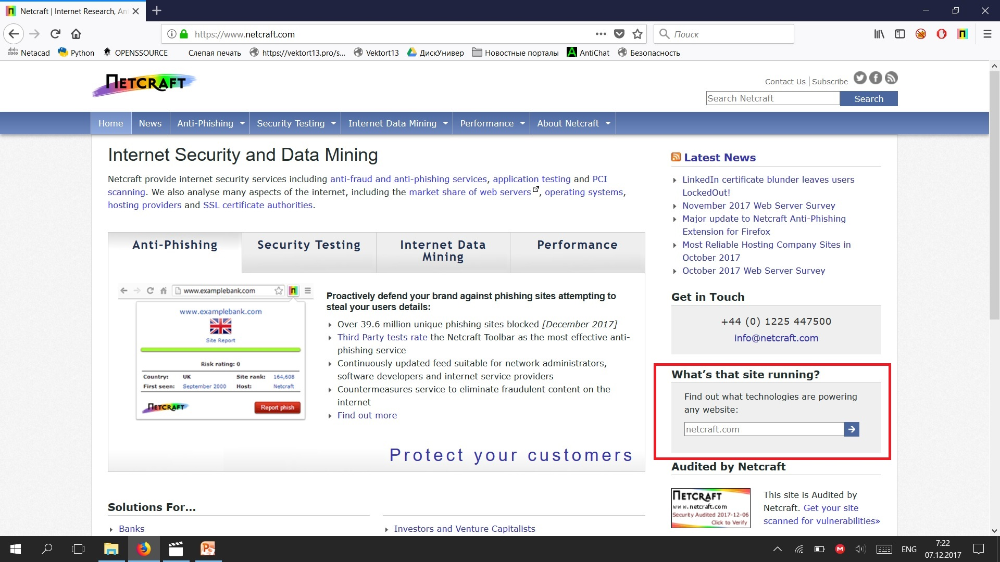 Netcraft | Internet Research, An
https://www.netcraft.com
Поиск
Netacad
Python
OPENSSOURCE
Слепая печать
https://vektort13.pro/s...
Vektort13
ДискУнивер
Новостные порталы
AntiChat
Безопасность
NETCRAFT
Contact Us | Subscribe
Search Netcraft
Search
Home
News
Anti-Phishing
Security Testing
Internet Data Mining
Performance
About Netcraft
Internet Security and Data Mining
Netcraft provide internet security services including anti-fraud and anti-phishing services, application testing and PCI
scanning. We also analyse many aspects of the internet, including the market share of web servers, operating systems,
hosting providers and SSL certificate authorities.
Anti-Phishing
Security Testing
Internet Data
Mining
Performance
www.examplebank.com
www.examplebank.com
Site Report
Risk rating: 0
Country: UK Site rank: 164,608
First seen: September 2000 Host: Netcraft
NETCRAFT
Report phish
Proactively defend your brand against phishing sites attempting to
steal your users details:
Over 39.6 million unique phishing sites blocked [December 2017]
Third Party tests rate the Netcraft Toolbar as the most effective anti-
phishing service
Continuously updated feed suitable for network administrators,
software developers and internet service providers
Countermeasures service to eliminate fraudulent content on the
internet
Find out more
Protect your customers
Solutions For...
Banks
Investors and Venture Capitalists
Latest News
LinkedIn certificate blunder leaves users
LockedOut!
November 2017 Web Server Survey
Major update to Netcraft Anti-Phishing
Extension for Firefox
Most Reliable Hosting Company Sites in
October 2017
October 2017 Web Server Survey
Get in Touch
+44 (0) 1225 447500
info@netcraft.com
What's that site running?
Find out what technologies are powering
any website:
netcraft.com
Audited by Netcraft
NETCRAFT
www.netcraft.com
Security Audited 2017-12-06
Click to Verify
This site is Audited by
Netcraft. Get your site
scanned for vulnerabilities»
ENG
7:22
07.12.2017